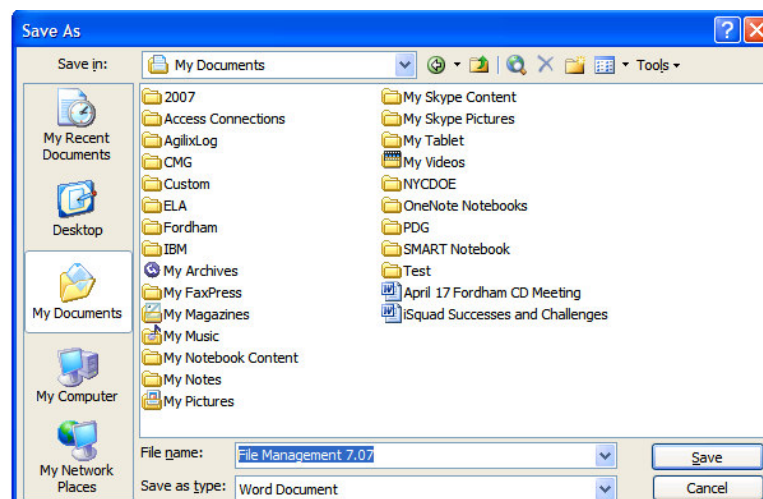 Save As
Save in:
My Documents
Tools
My Recent
Documents
Desktop
My Documents
My Computer
My Network
Places
2007
Access Connections
AgilixLog
CMG
Custom
ELA
Fordham
IBM
My Archives
My FaxPress
My Magazines
My Music
My Notebook Content
My Notes
My Pictures
My Skype Content
My Skype Pictures
My Tablet
My Videos
NYCDOE
OneNote Notebooks
PDG
SMART Notebook
Test
April 17 Fordham CD Meeting
iSquad Successes and Challenges
File name:
File Management 7.07
Save
Save as type:
Word Document
Cancel